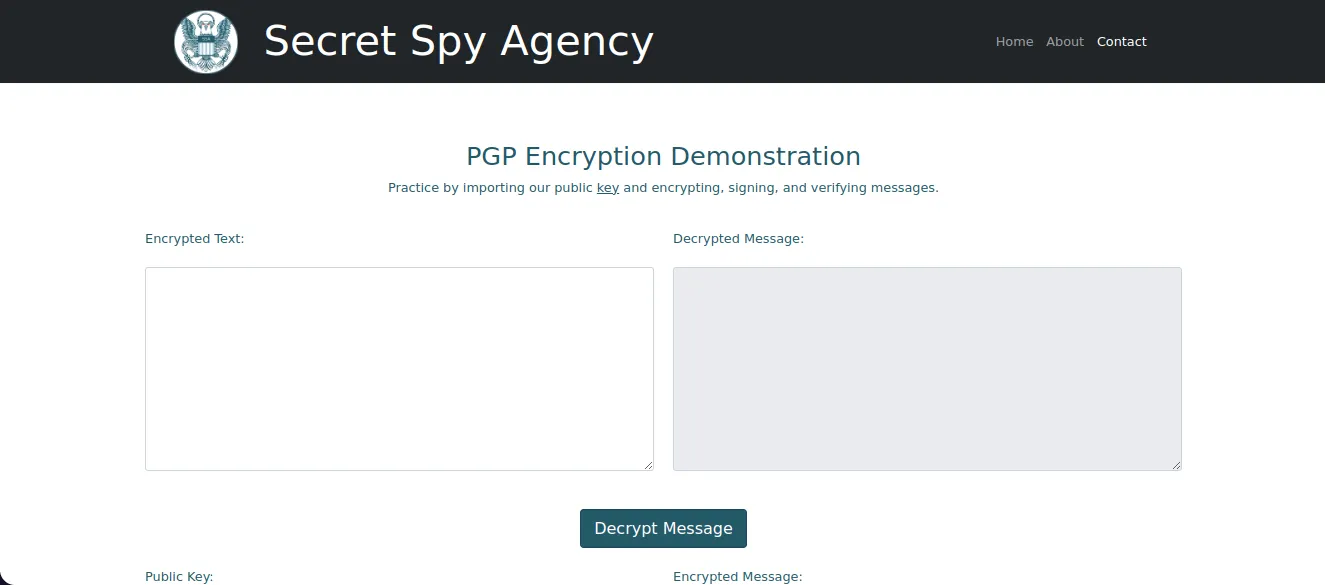 Secret Spy Agency
Home About Contact
PGP Encryption Demonstration
Practice by importing our public key and encrypting, signing, and verifying messages.
Encrypted Text:
Decrypted Message:
Decrypt Message
Public Key:
Encrypted Message: